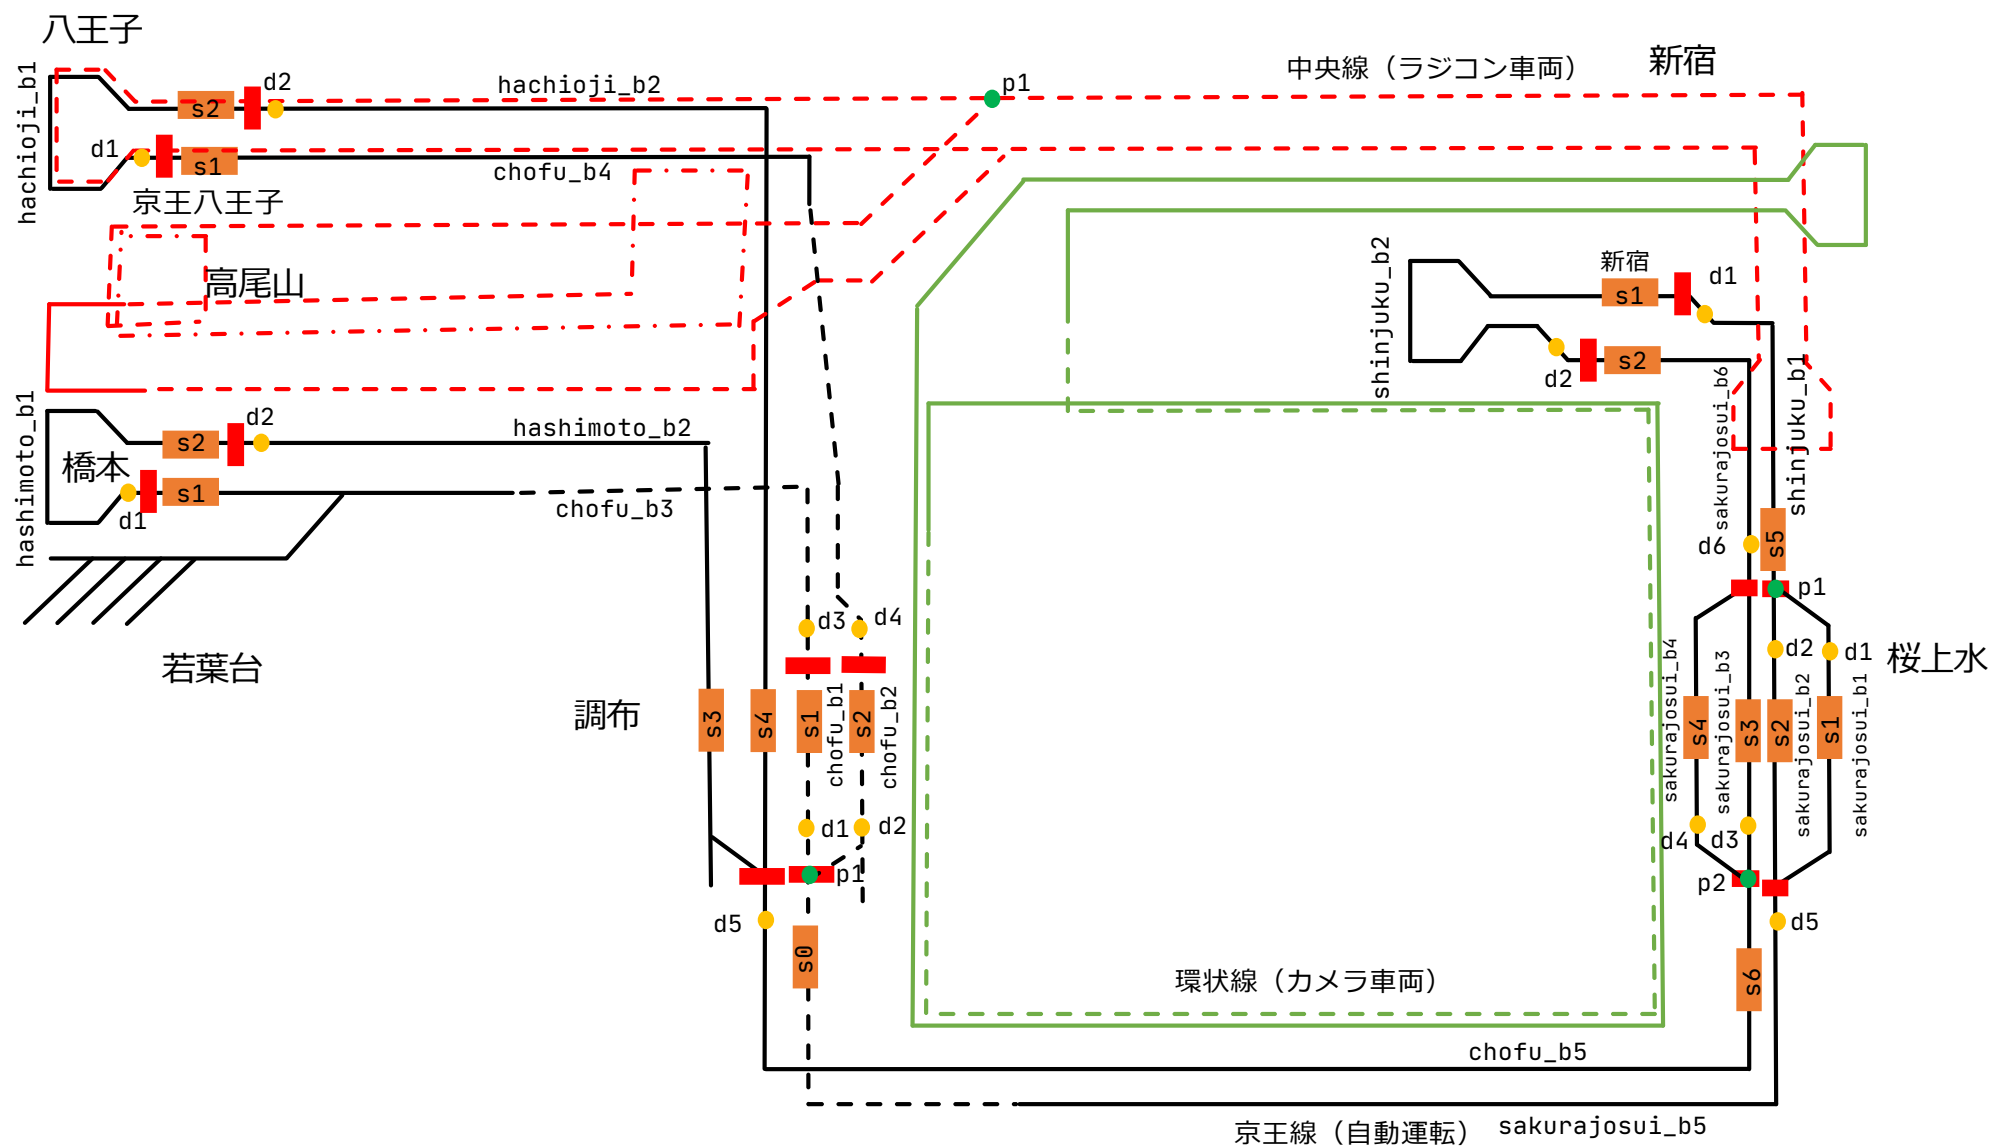 八王子
hachioji_b1
s2
d2
hachioji_b2
d1
s1
chofu_b4
京王八王子
高尾山
p1
中央線（ラジコン車両）
新宿
shinjuku_b2
新宿
s1
d1
s2
d2
sakurajosui_b6
shinjuku_b1
hashimoto_b1
橋本
s2
d2
hashimoto_b2
s1
d1
chofu_b3
若葉台
調布
d3
d4
s3
s4
s1
chofu_b1
s2
chofu_b2
d1
d2
p1
d5
s0
d6
s5
p1
d2
d1
桜上水
sakurajosui_b4
s4
sakurajosui_b3
s3
s2
sakurajosui_b2
s1
sakurajosui_b1
d4
d3
p2
d5
s6
環状線（カメラ車両）
chofu_b5
京王線（自動運転）
sakurajosui_b5